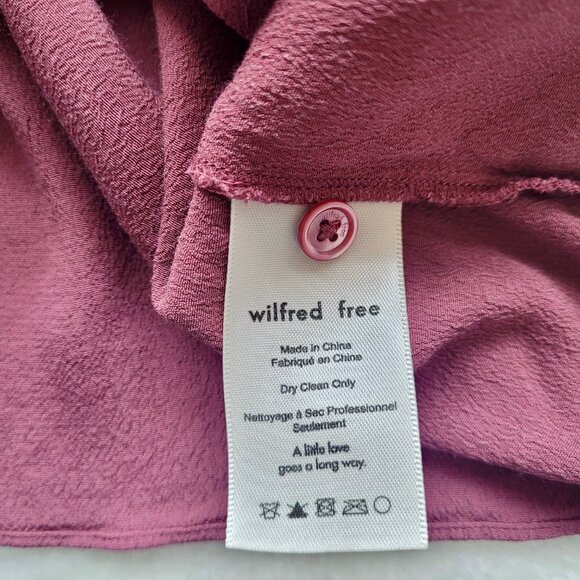 wilfred free
Made in China
Fabriqué en Chine
Dry Clean Only
Nettoyage à Sec Professionnel
Seulement
A little love
goes a long way.